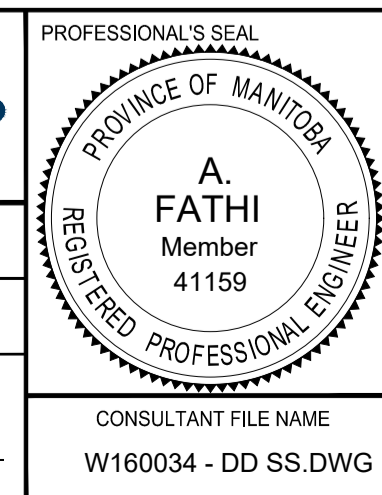 PROFESSIONAL'S SEAL
PROVINCE OF MANITOBA
A.
FATHI
Member
41159
REGISTERED PROFESSIONAL ENGINEER
CONSULTANT FILE NAME
W160034 - DD SS.DWG